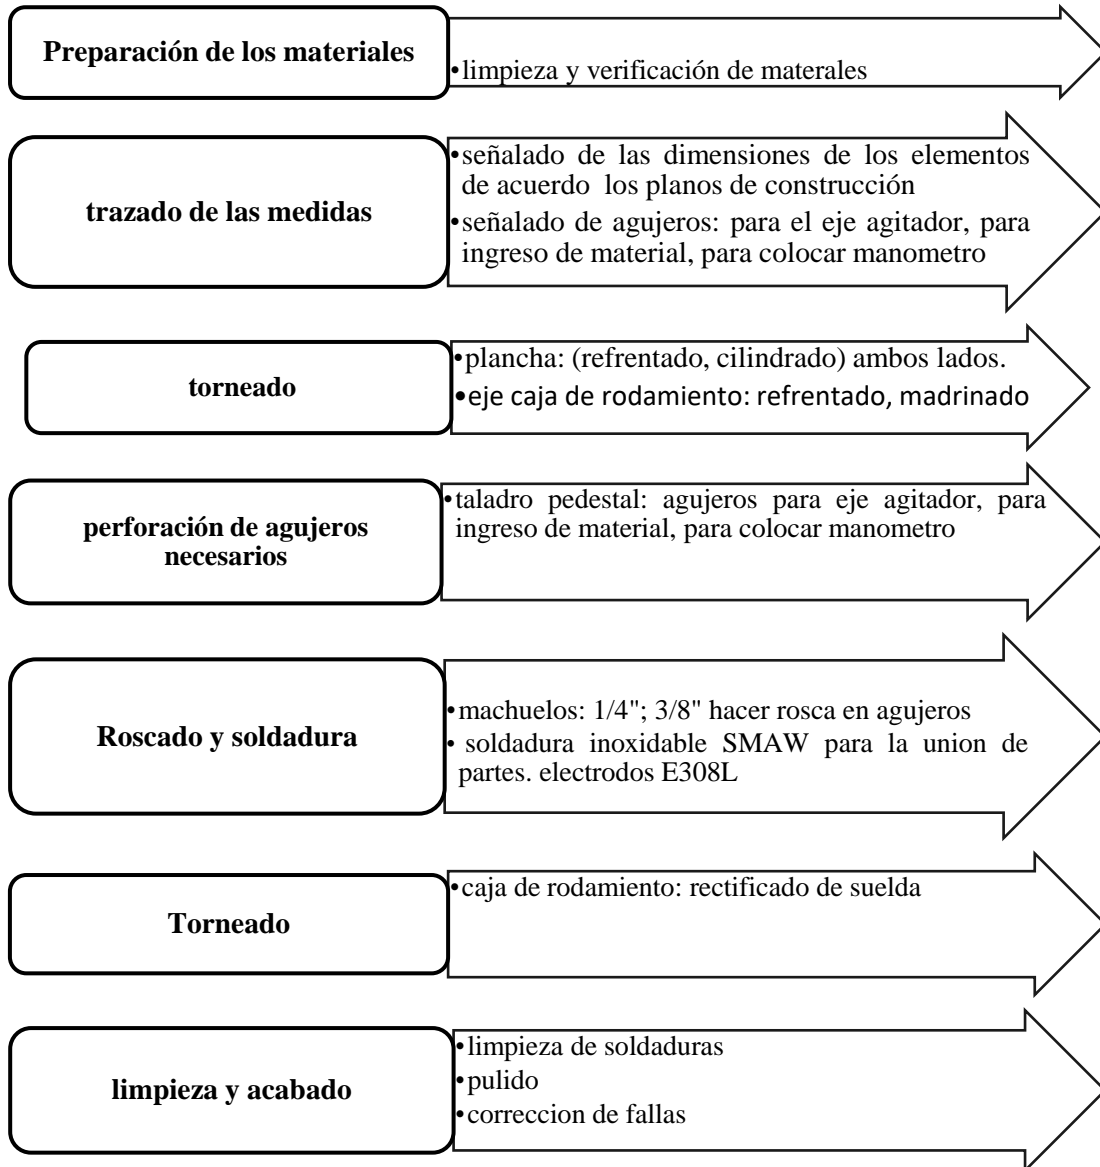 Preparación de los materiales
•limpieza y verificación de materales
trazado de las medidas
•señalado de las dimensiones de los elementos
de acuerdo los planos de construcción
•señalado de agujeros: para el eje agitador, para
ingreso de material, para colocar manometro
torneado
•plancha: (refrentado, cilindrado) ambos lados.
•eje caja de rodamiento: refrentado, madrinado
perforación de agujeros
necesarios
•taladro pedestal: agujeros para eje agitador, para
ingreso de material, para colocar manometro
Roscado y soldadura
•machuelos: 1/4"; 3/8" hacer rosca en agujeros
• soldadura inoxidable SMAW para la union de
partes. electrodos E308L
Torneado
•caja de rodamiento: rectificado de suelda
limpieza y acabado
•limpieza de soldaduras
•pulido
•correccion de fallas